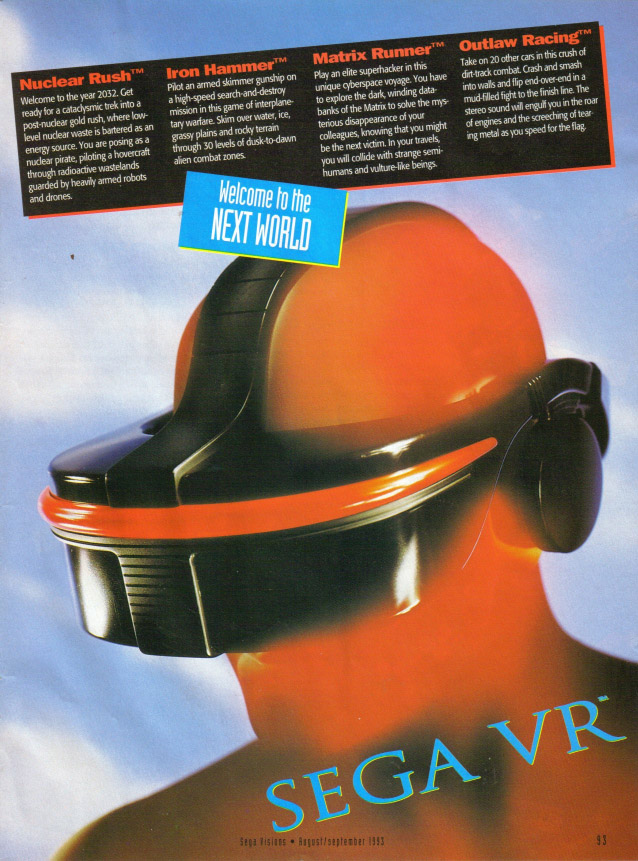 Nuclear Rush™
Welcome to the year 2032. Get
ready for a cataclysmic trek into a
post-nuclear gold rush, where low-
level nuclear waste is bartered as an
energy source. You are posing as a
nuclear pirate, piloting a hovercraft
through radioactive wastelands
guarded by heavily armed robots
and drones.
Iron Hammer™
Pilot an armed skimmer gunship on
a high-speed search-and-destroy
mission in this game of interplane-
tary warfare. Skim over water, ice,
grassy plains and rocky terrain
through 30 levels of dusk-to-dawn
alien combat zones.
Matrix Runner™
Play an elite superhacker in this
unique cyberspace voyage. You have
to explore the dark, winding data-
banks of the Matrix to solve the mys-
terious disappearance of your
colleagues, knowing that you might
be the next victim. In your travels,
you will collide with strange semi-
humans and vulture-like beings.
Outlaw Racing™
Take on 20 other cars in this crush of
dirt-track combat. Crash and smash
into walls and flip end-over-end in a
mud-filled fight to the finish line. The
stereo sound will engulf you in the roar
of engines and the screeching of tear-
ing metal as you speed for the flag.
Welcome to the
NEXT WORLD
SEGA VR™
Sega Visions • August/september 1993
93